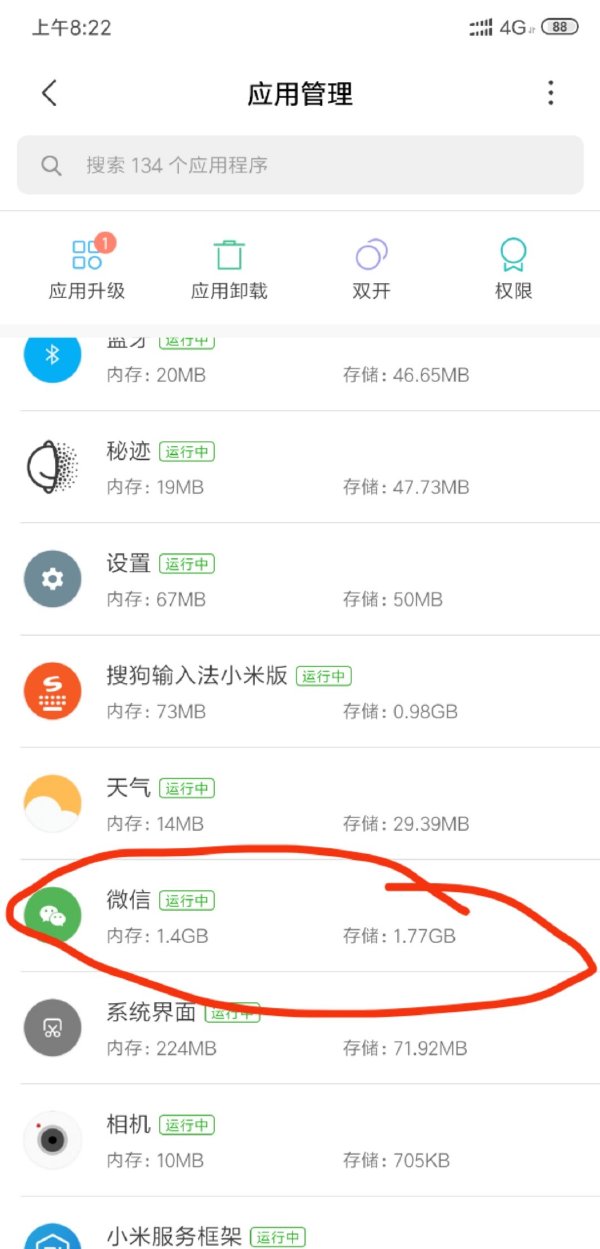 上午8:22 4G 88
应用管理
搜索 134 个应用程序
1
应用升级 应用卸载 双开 权限
蓝牙 运行中
内存: 20MB 存储: 46.65MB
秘迹 运行中
内存: 19MB 存储: 47.73MB
设置 运行中
内存: 67MB 存储: 50MB
搜狗输入法小米版 运行中
内存: 73MB 存储: 0.98GB
天气 运行中
内存: 14MB 存储: 29.39MB
微信 运行中
内存: 1.4GB 存储: 1.77GB
系统界面 运行中
内存: 224MB 存储: 71.92MB
相机 运行中
内存: 10MB 存储: 705KB
小米服务框架 运行中